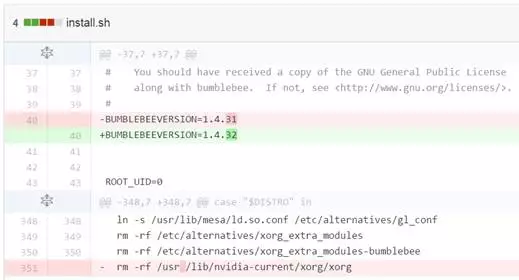 4 install.sh
@@ -37,7 +37,7 @@
37 37 # You should have received a copy of the GNU General Public License
38 38 # along with bumblebee. If not, see <http://www.gnu.org/licenses/>.
39 39 #
40 -BUMBLEBEEVERSION=1.4.31
40 +BUMBLEBEEVERSION=1.4.32
41 41
42 42
43 43 ROOT_UID=0
@@ -348,7 +348,7 @@ case "$DISTRO" in
348 348 ln -s /usr/lib/mesa/ld.so.conf /etc/alternatives/gl_conf
349 349 rm -rf /etc/alternatives/xorg_extra_modules
350 350 rm -rf /etc/alternatives/xorg_extra_modules-bumblebee
351 - rm -rf /usr /lib/nvidia-current/xorg/xorg